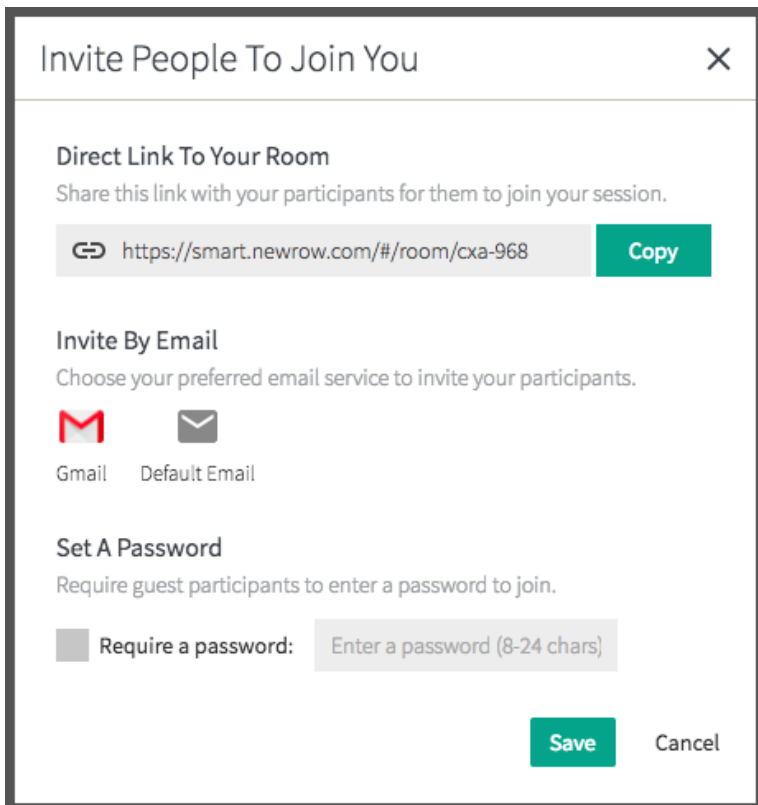 Invite People To Join You
Direct Link To Your Room
Share this link with your participants for them to join your session.
https://smart.newrow.com/#/room/cxa-968
Copy
Invite By Email
Choose your preferred email service to invite your participants.
Gmail
Default Email
Set A Password
Require guest participants to enter a password to join.
Require a password:
Enter a password (8-24 chars)
Save
Cancel